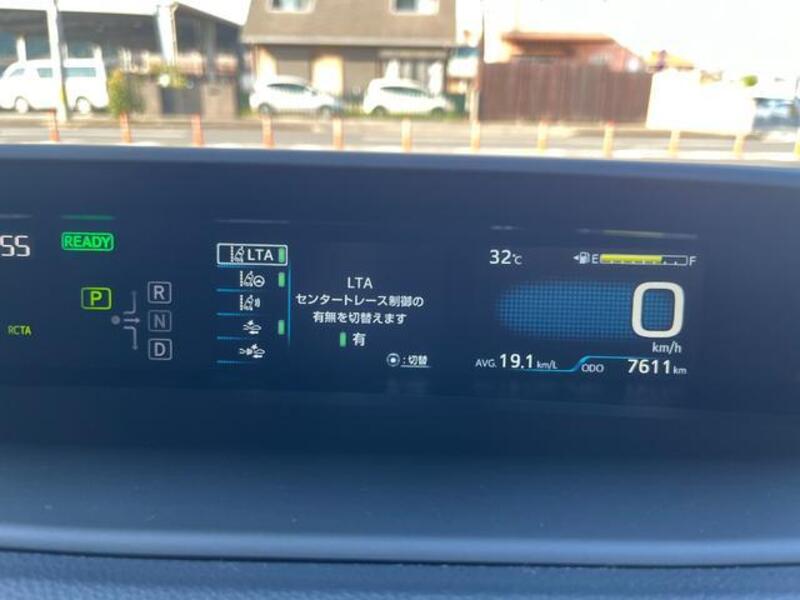 55
READY
P
R
N
D
RCTA
LTA
LTA
センタートレース制御の
有無を切替えます
有
:切替
32℃
E
F
0
km/h
AVG. 19.1 km/L
ODO 7611 km